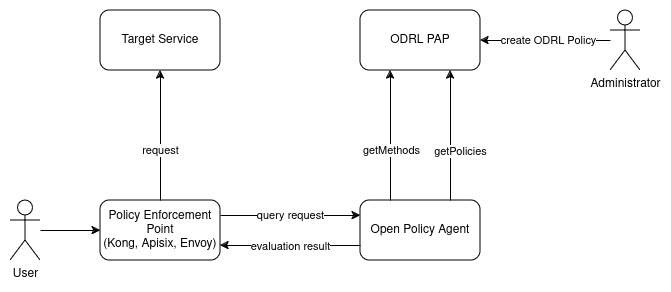 Target Service
ODRL PAP
create ODRL Policy
Administrator
request
getMethods
getPolicies
Policy Enforcement
Point
(Kong, Apisix, Envoy)
query request
evaluation result
Open Policy Agent
User